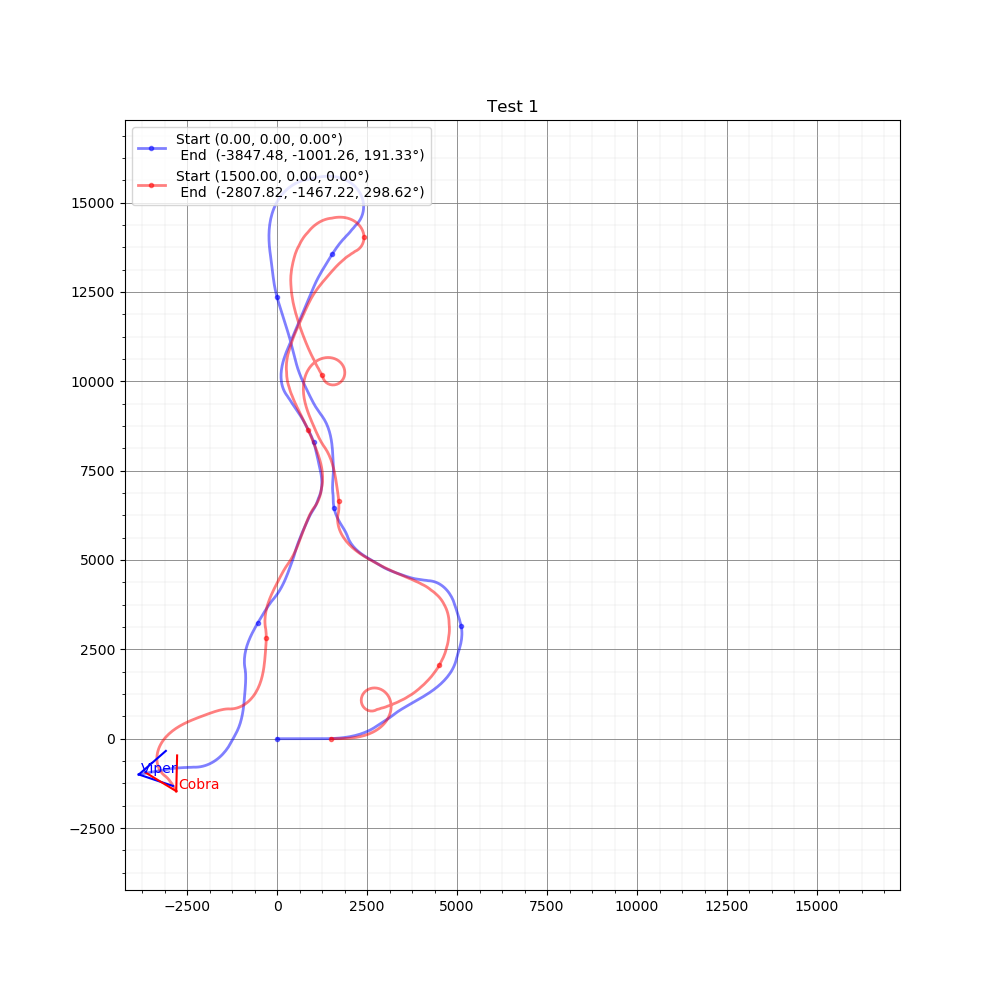 Test 1
Start (0.00, 0.00, 0.00°)
End (-3847.48, -1001.26, 191.33°)
Start (1500.00, 0.00, 0.00°)
End (-2807.82, -1467.22, 298.62°)
15000
12500
10000
7500
5000
2500
0
−2500
Viper
Cobra
−2500
0
2500
5000
7500
10000
12500
15000